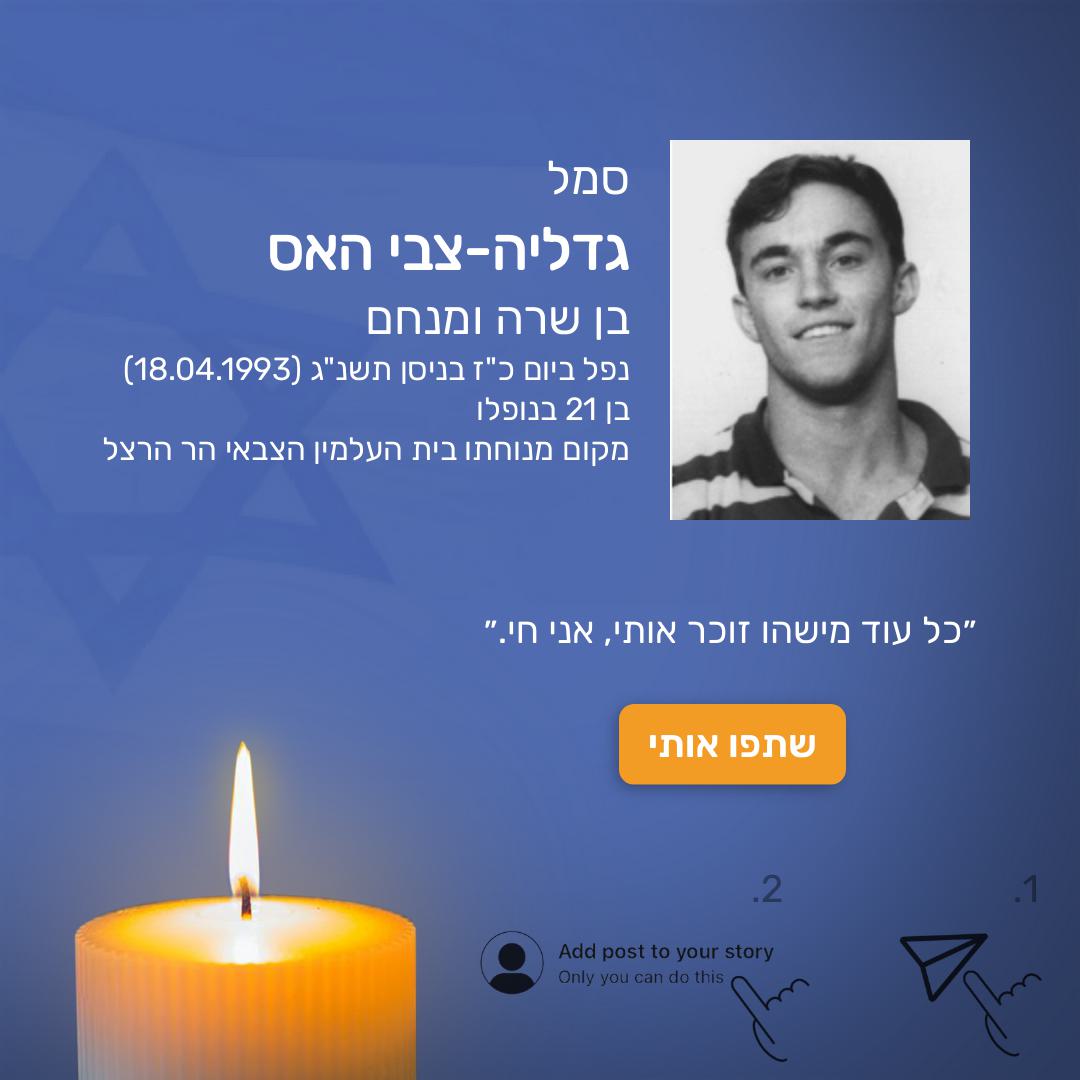 סמל
גדליה-צבי האס
בן שרה ומנחם
נפל ביום כ"ז בניסן תשנ"ג (18.04.1993)
בן 21 בנופלו
מקום מנוחתו בית העלמין הצבאי הר הרצל
״כל עוד מישהו זוכר אותי, אני חי.״
שתפו אותי
.1
.2
Add post to your story
Only you can do this